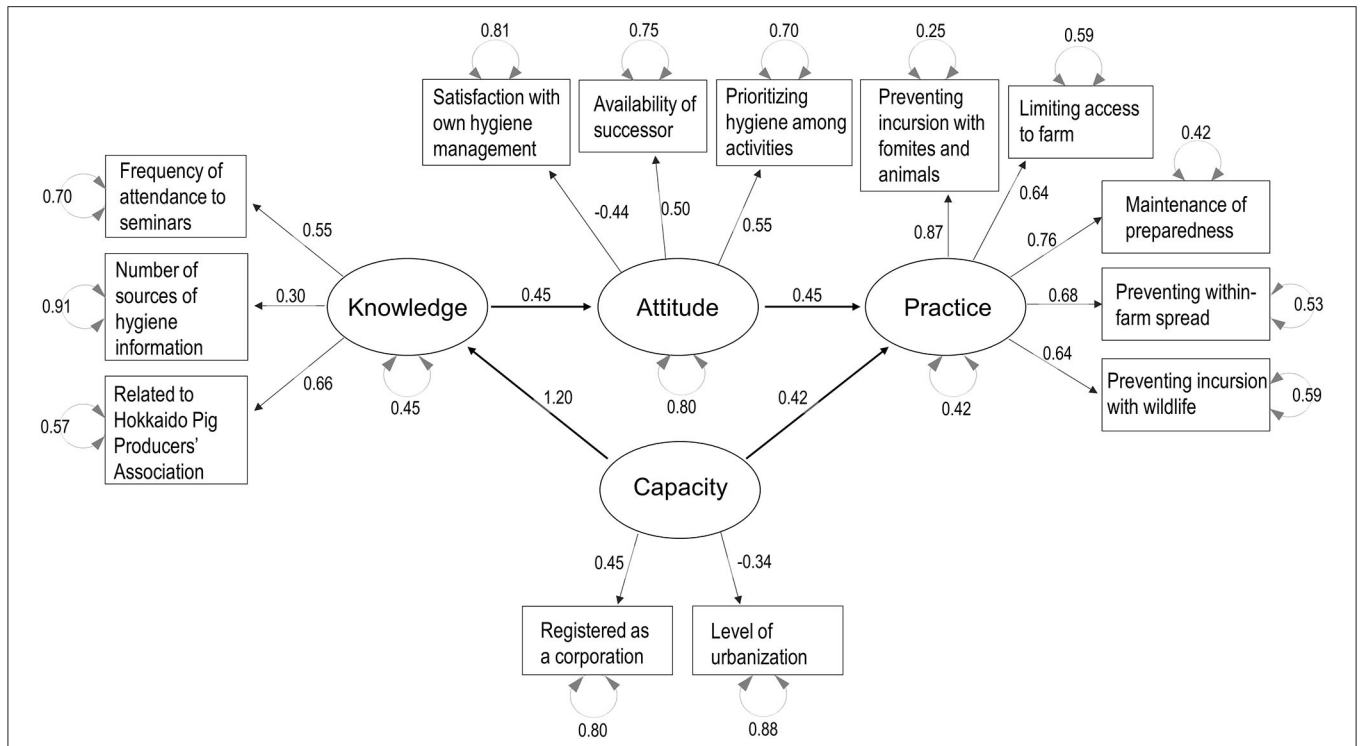 0.81
0.75
0.70
0.25
0.59
Satisfaction with
own hygiene
management
Availability of
successor
Prioritizing
hygiene among
activities
Preventing
incursion with
fomites and
animals
Limiting access
to farm
0.42
Frequency of
attendance to
seminars
0.70
Maintenance of
preparedness
-0.44
0.50
0.55
0.87
0.64
0.76
0.55
Number of
sources of
hygiene
information
0.91
0.30
Knowledge
0.45
Attitude
0.45
Practice
0.68
Preventing within-
farm spread
0.53
0.66
0.64
Related to
Hokkaido Pig
Producers'
Association
0.57
0.45
0.80
0.42
Preventing incursion
with wildlife
0.59
1.20
0.42
Capacity
0.45
-0.34
Registered as
a corporation
Level of
urbanization
0.80
0.88